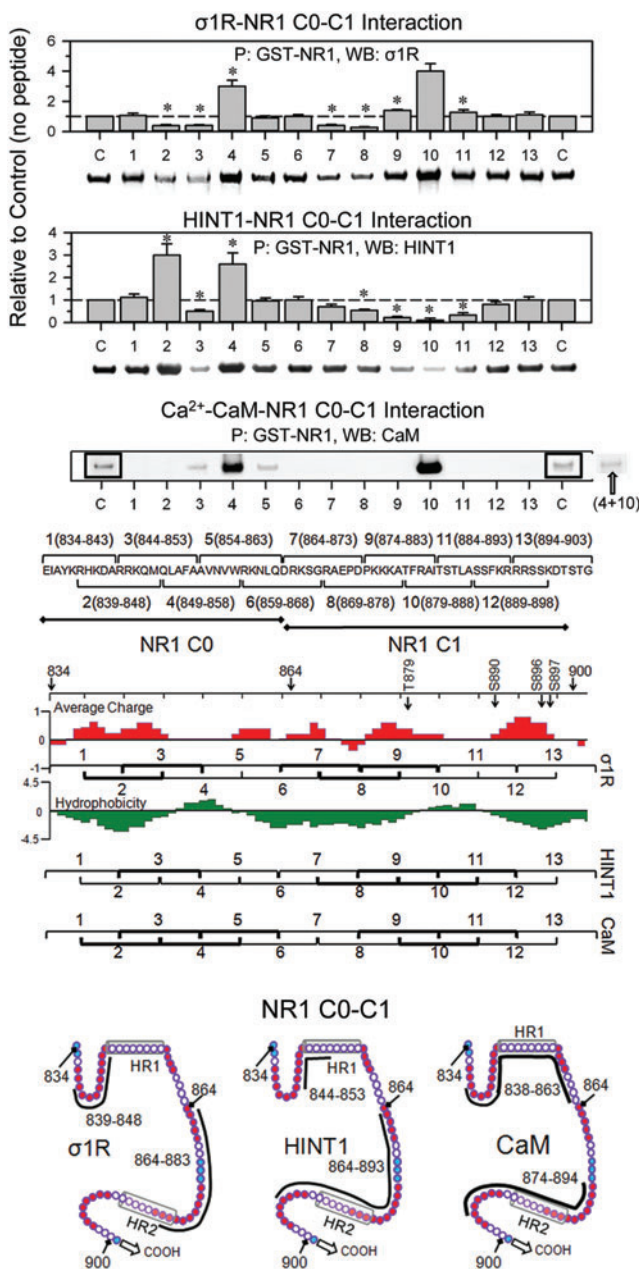 σ1R-NR1 C0-C1 Interaction
P: GST-NR1, WB: σ1R
Relative to Control (no peptide)
6
4
2
0
* * * * * * *
C 1 2 3 4 5 6 7 8 9 10 11 12 13 C
HINT1-NR1 C0-C1 Interaction
P: GST-NR1, WB: HINT1
4
3
2
1
0
* * * * * * *
C 1 2 3 4 5 6 7 8 9 10 11 12 13 C
Ca2+-CaM-NR1 C0-C1 Interaction
P: GST-NR1, WB: CaM
C 1 2 3 4 5 6 7 8 9 10 11 12 13 C
(4+10)
1(834-843) 3(844-853) 5(854-863) 7(864-873) 9(874-883) 11(884-893) 13(894-903)
EIAYKRHKDARRKQMQLAFAAVNVWRKNLQDRKSGRAEPDPKKKATFRAITSTLASSFKRRRSSKDTSTG
2(839-848) 4(849-858) 6(859-868) 8(869-878) 10(879-888) 12(889-898)
NR1 C0 NR1 C1
834 864 T879 S890 S896 S897 900
1
Average Charge
0
-1
1 3 5 7 9 11 13
2 4 6 8 10 12
σ1R
4.5
Hydrophobicity
0
-4.5
1 3 5 7 9 11 13
2 4 6 8 10 12
HINT1
1 3 5 7 9 11 13
2 4 6 8 10 12
CaM
NR1 C0-C1
HR1
834
864
839-848
σ1R
864-883
HR2
900
COOH
HR1
834
864
844-853
HINT1
864-893
HR2
900
COOH
HR1
834
864
838-863
CaM
874-894
HR2
900
COOH